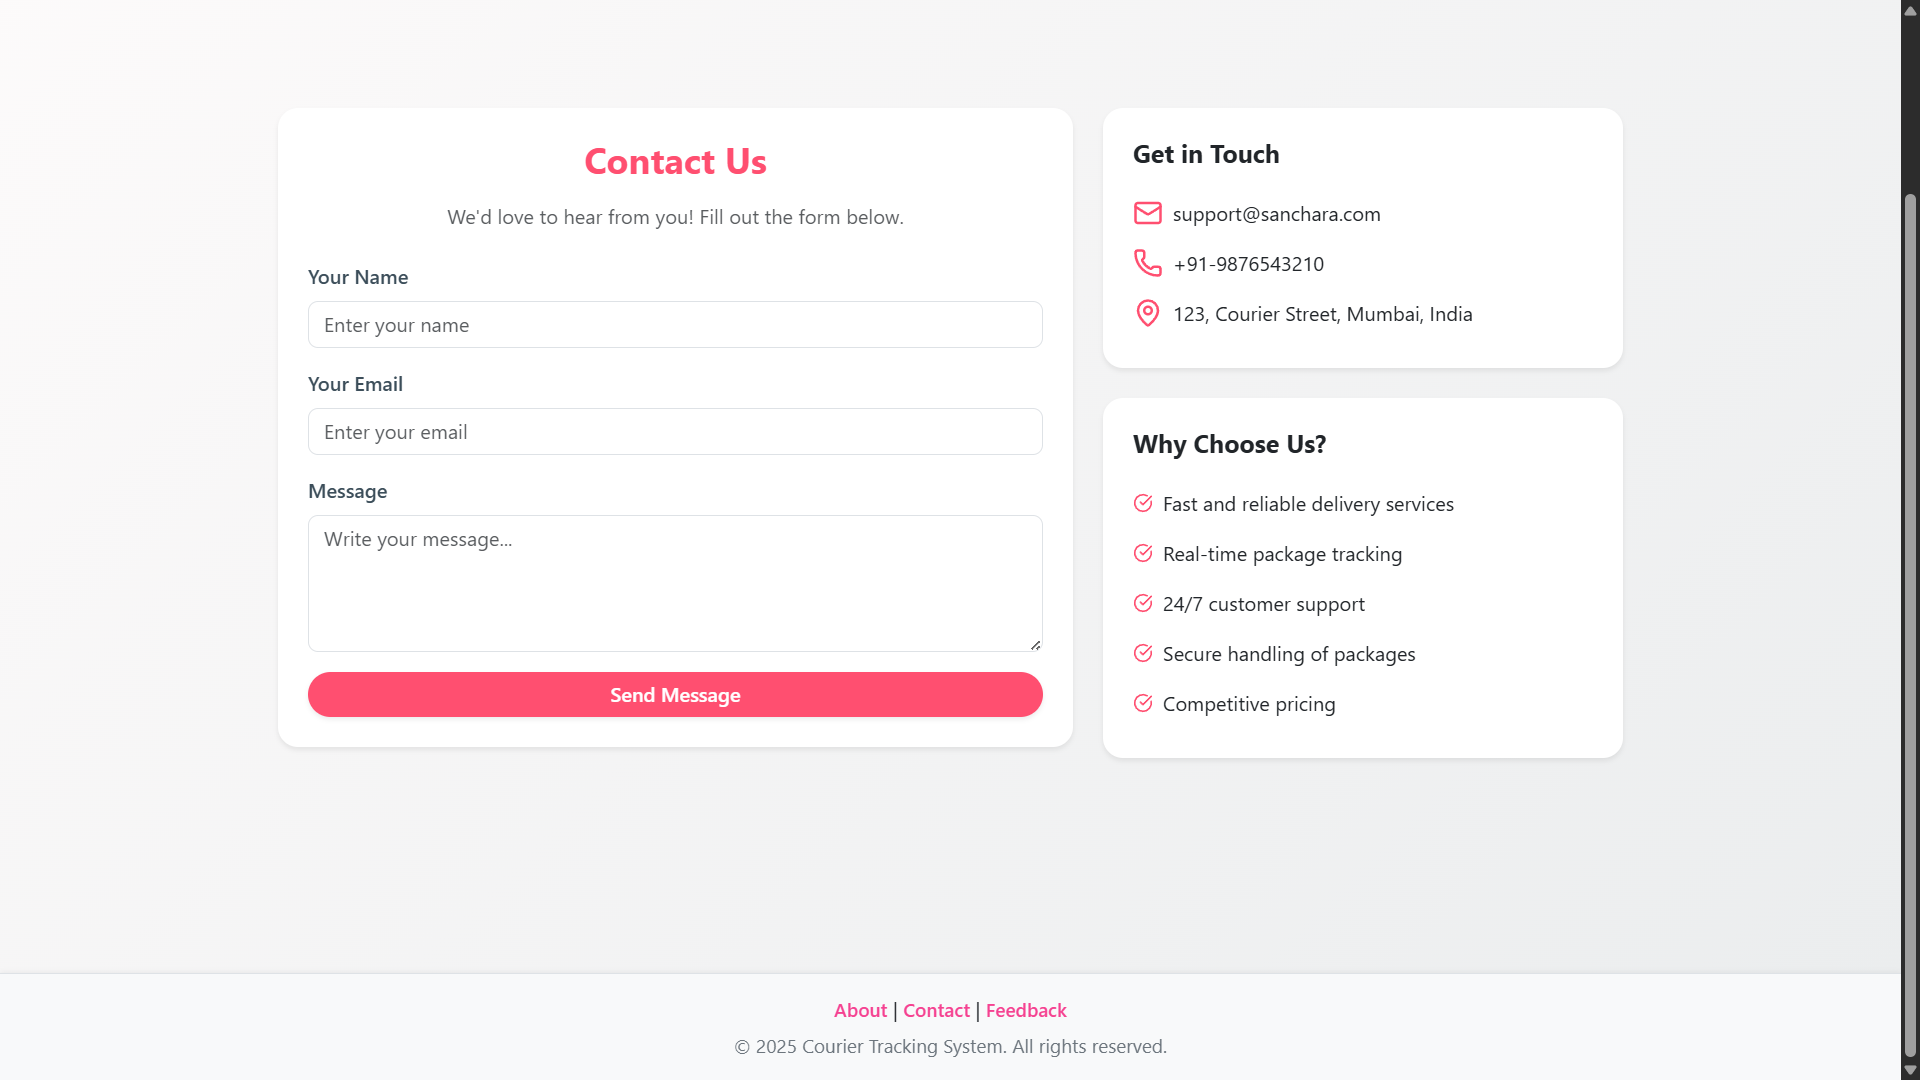 Contact Us
We'd love to hear from you! Fill out the form below.
Your Name
Enter your name
Your Email
Enter your email
Message
Write your message...
Send Message
Get in Touch
support@sanchara.com
+91-9876543210
123, Courier Street, Mumbai, India
Why Choose Us?
Fast and reliable delivery services
Real-time package tracking
24/7 customer support
Secure handling of packages
Competitive pricing
About | Contact | Feedback
© 2025 Courier Tracking System. All rights reserved.